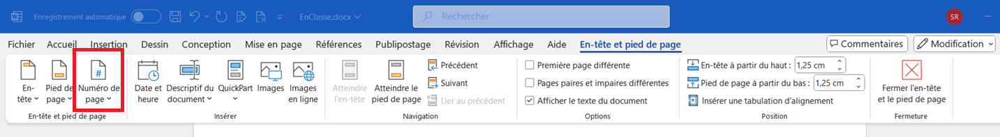 Enregistrement automatique
EnClasse.docx
Rechercher
SR
Fichier Accueil Insertion Dessin Conception Mise en page Références Publipostage Révision Affichage Aide En-tête et pied de page
Commentaires
Modification
En-tête
Pied de page
Numéro de page
En-tête et pied de page
Date et heure
Descriptif du document
QuickPart
Images
Images en ligne
Insérer
Atteindre l'en-tête
Atteindre le pied de page
Précédent
Suivant
Lier au précédent
Navigation
Première page différente
Pages paires et impaires différentes
Afficher le texte du document
Options
En-tête à partir du haut : 1,25 cm
Pied de page à partir du bas : 1,25 cm
Insérer une tabulation d'alignement
Position
Fermer l'en-tête et le pied de page
Fermeture